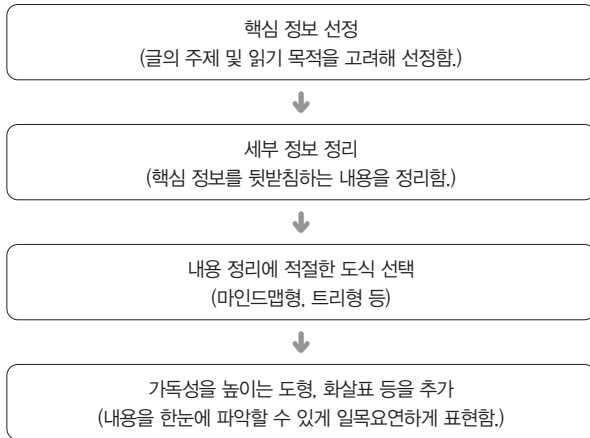 핵심 정보 선정
(글의 주제 및 읽기 목적을 고려해 선정함.)
세부 정보 정리
(핵심 정보를 뒷받침하는 내용을 정리함.)
내용 정리에 적절한 도식 선택
(마인드맵형, 트리형 등)
가독성을 높이는 도형, 화살표 등을 추가
(내용을 한눈에 파악할 수 있게 일목요연하게 표현함.)